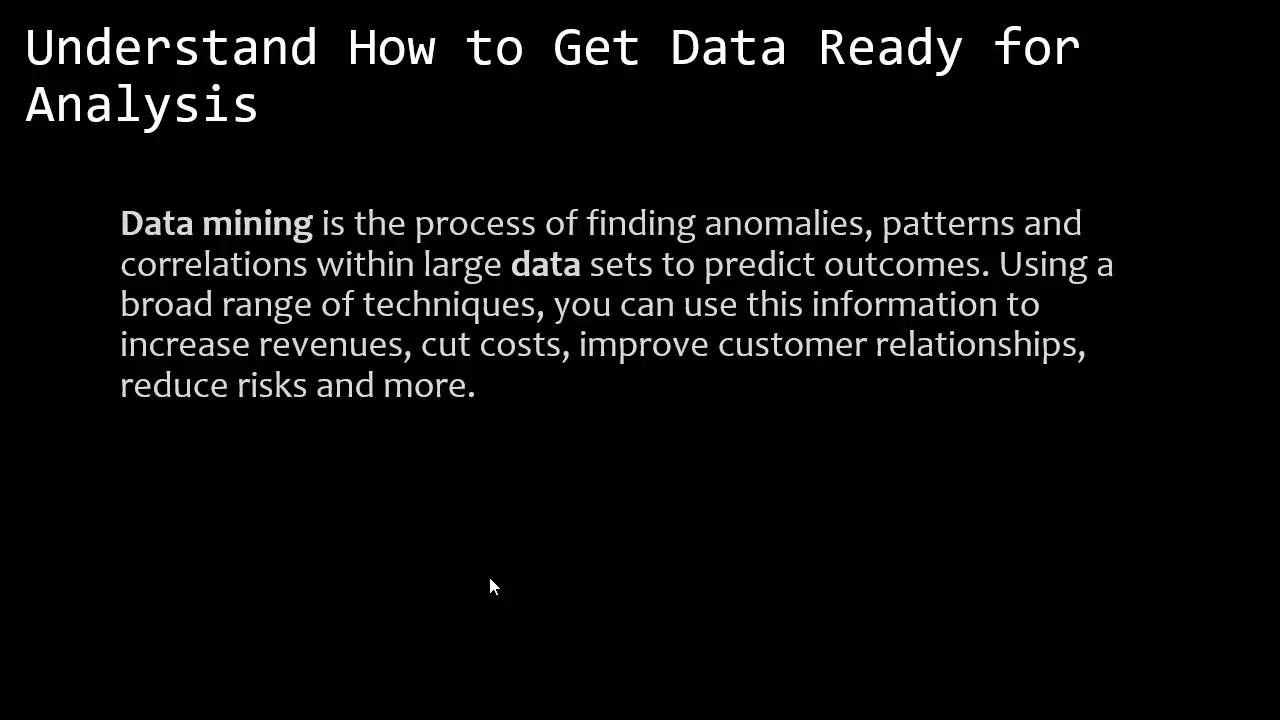 Understand How to Get Data Ready for
Analysis
Data mining is the process of finding anomalies, patterns and
correlations within large data sets to predict outcomes. Using a
broad range of techniques, you can use this information to
increase revenues, cut costs, improve customer relationships,
reduce risks and more.